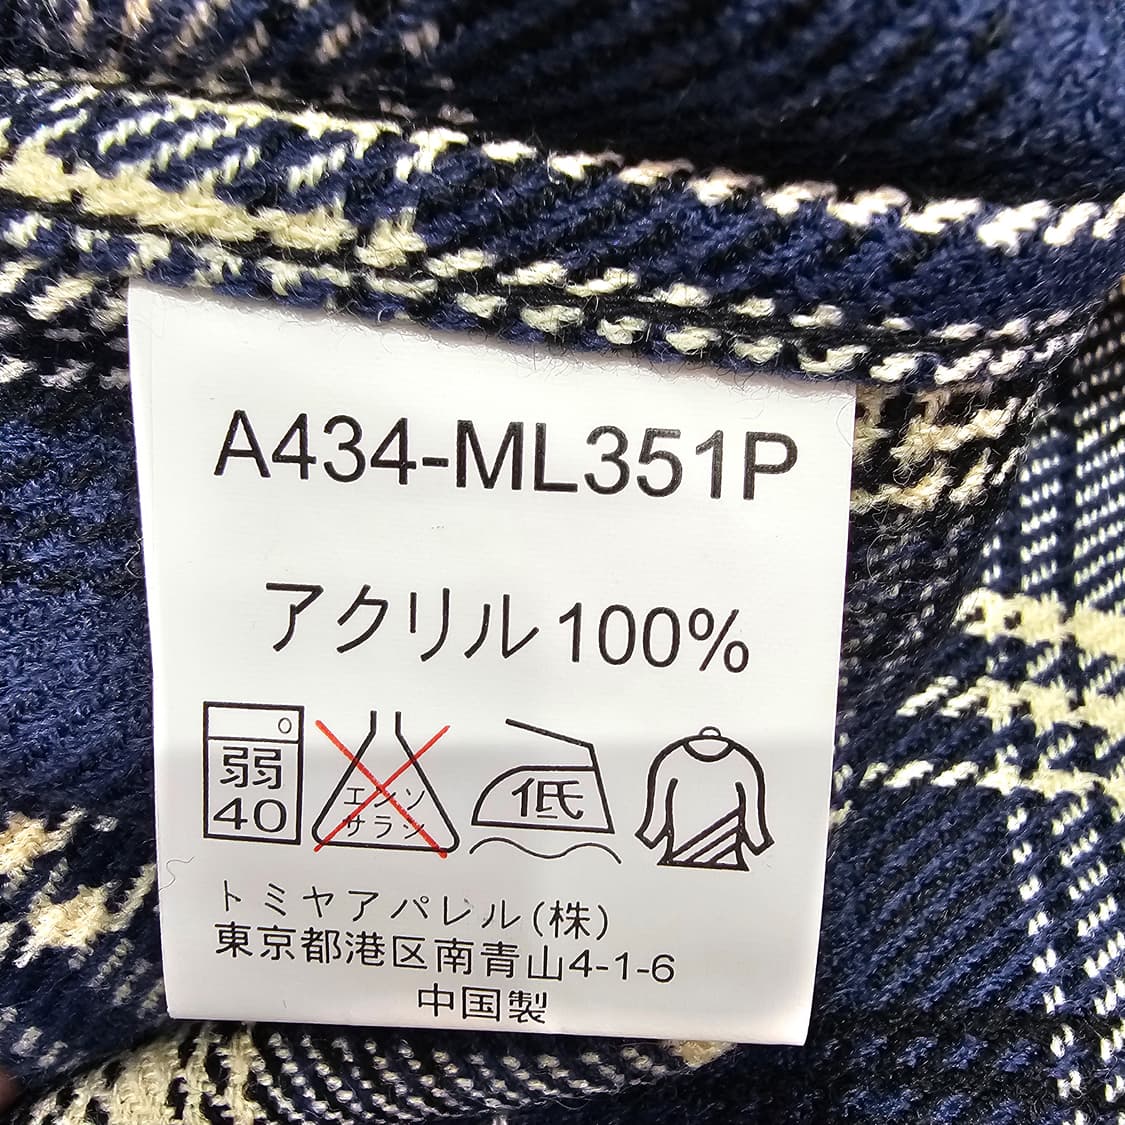 A434-ML351P
アクリル100%
弱
40
エンソ
サラシ
低
トミヤアパレル(株)
東京都港区南青山4-1-6
中国製